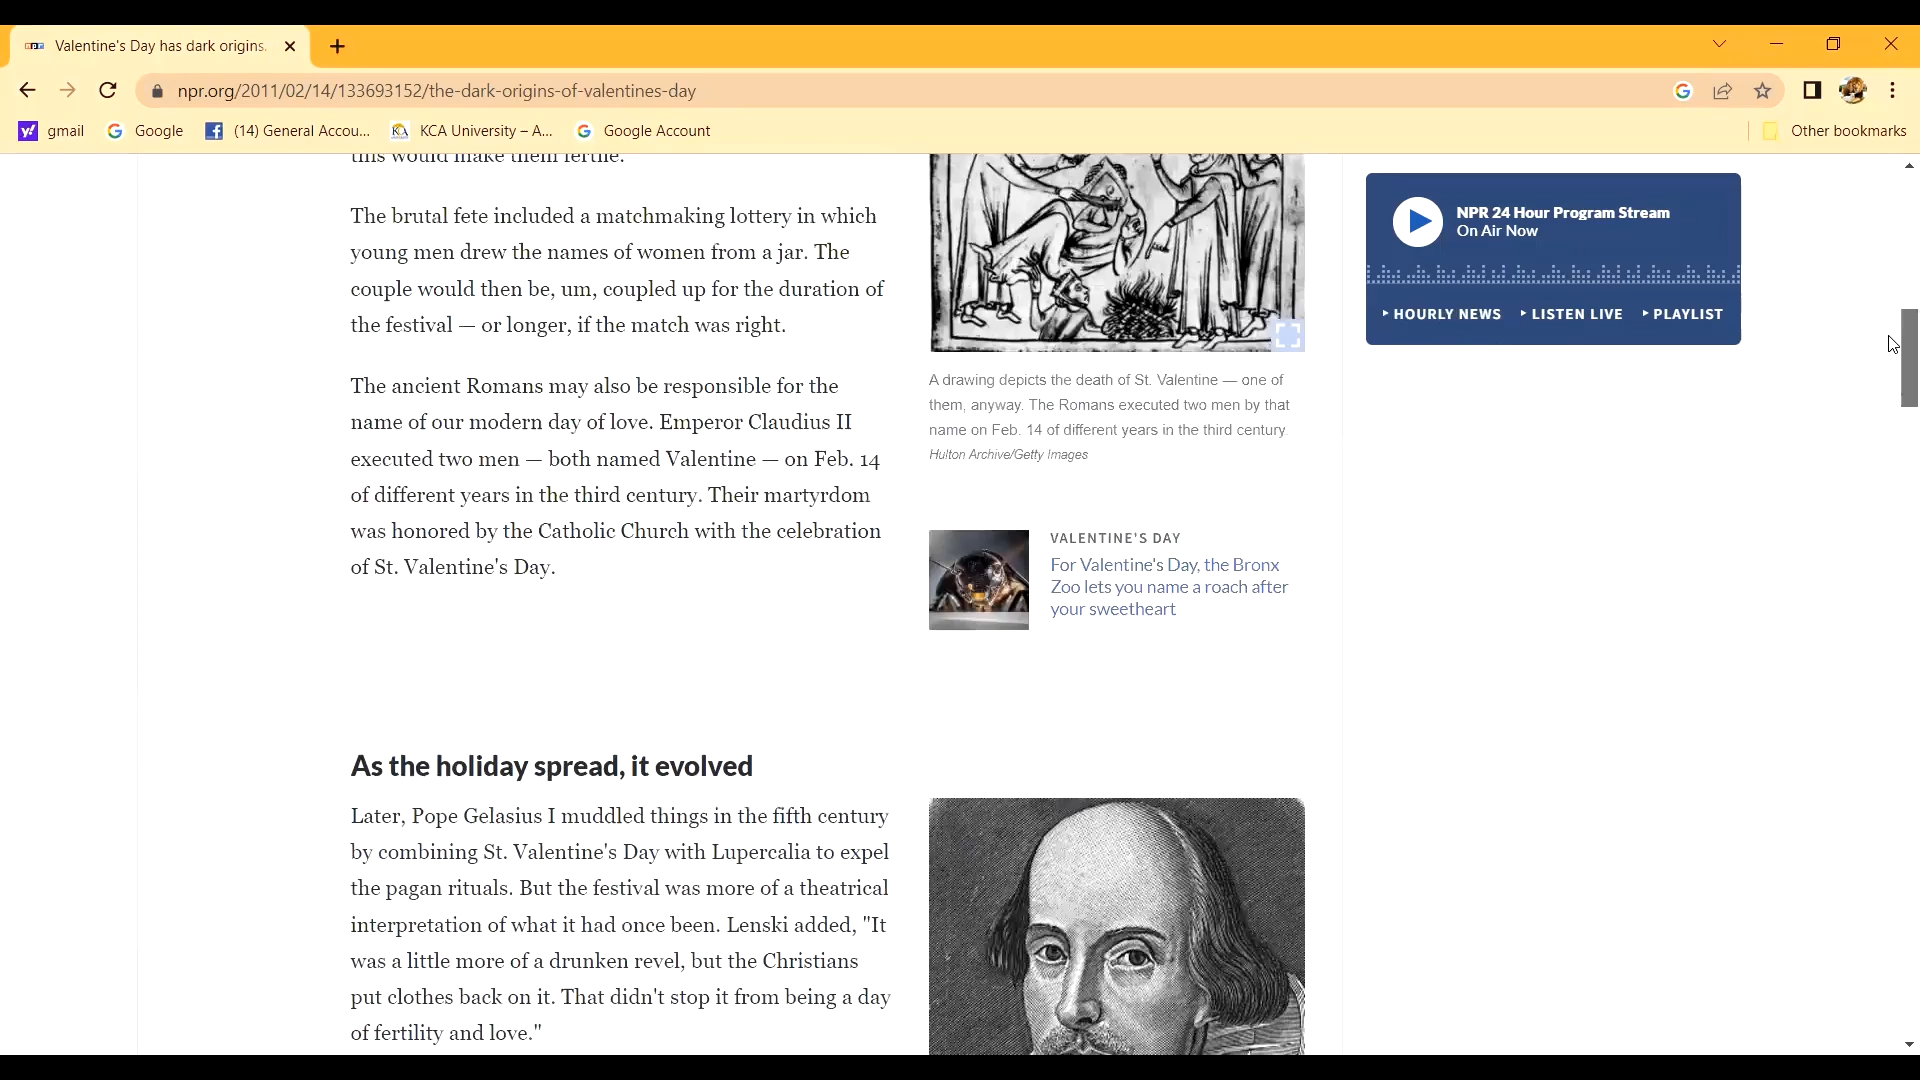 Valentine's Day has dark origins.
npr.org/2011/02/14/133693152/the-dark-origins-of-valentines-day
gmail
Google
(14) General Accou...
KCA University – A...
Google Account
Other bookmarks
this would make them fertile.
The brutal fete included a matchmaking lottery in which
young men drew the names of women from a jar. The
couple would then be, um, coupled up for the duration of
the festival — or longer, if the match was right.
The ancient Romans may also be responsible for the
name of our modern day of love. Emperor Claudius II
executed two men — both named Valentine — on Feb. 14
of different years in the third century. Their martyrdom
was honored by the Catholic Church with the celebration
of St. Valentine's Day.
A drawing depicts the death of St. Valentine — one of
them, anyway. The Romans executed two men by that
name on Feb. 14 of different years in the third century.
Hulton Archive/Getty Images
VALENTINE'S DAY
For Valentine's Day, the Bronx
Zoo lets you name a roach after
your sweetheart
NPR 24 Hour Program Stream
On Air Now
HOURLY NEWS
LISTEN LIVE
PLAYLIST
As the holiday spread, it evolved
Later, Pope Gelasius I muddled things in the fifth century
by combining St. Valentine's Day with Lupercalia to expel
the pagan rituals. But the festival was more of a theatrical
interpretation of what it had once been. Lenski added, "It
was a little more of a drunken revel, but the Christians
put clothes back on it. That didn't stop it from being a day
of fertility and love."